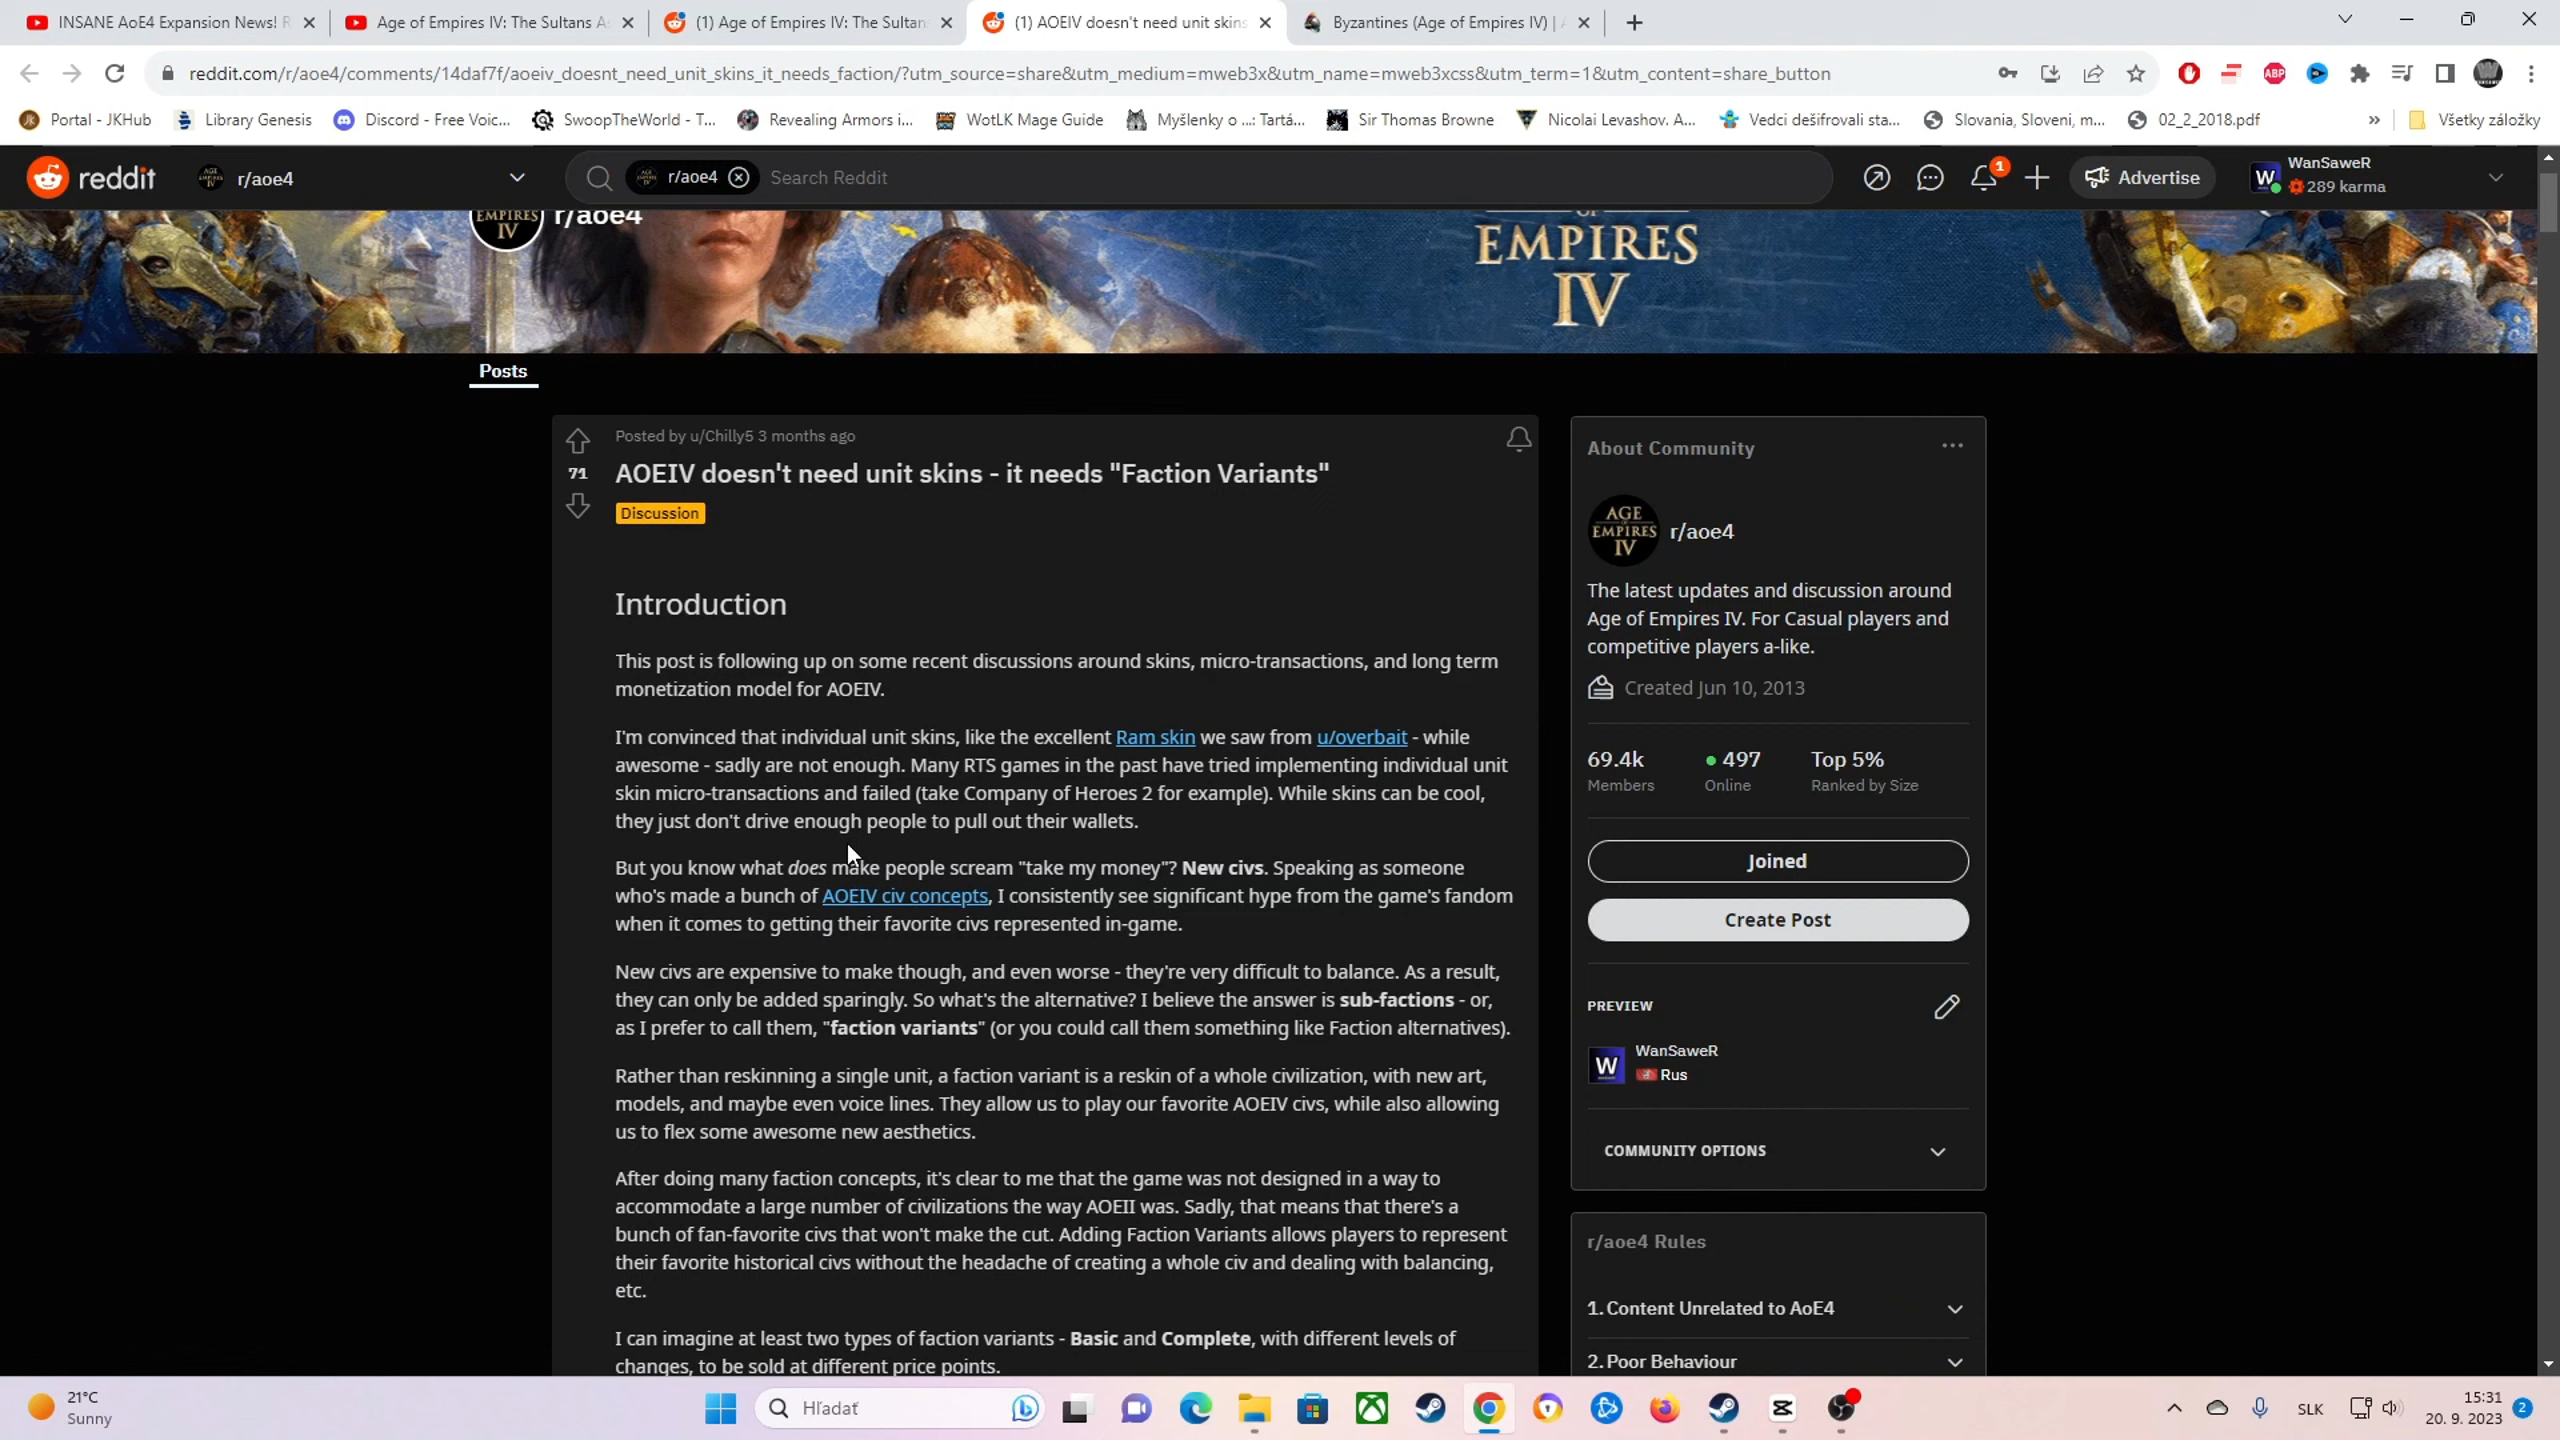 INSANE AoE4 Expansion News! R
Age of Empires IV: The Sultans As
(1) Age of Empires IV: The Sultans
(1) AOEIV doesn't need unit skins
Byzantines (Age of Empires IV) |
reddit.com/r/aoe4/comments/14daf7f/aoeiv_doesnt_need_unit_skins_it_needs_faction/?utm_source=share&utm_medium=mweb3x&utm_name=mweb3xcss&utm_term=1&utm_content=share_button
ABP
Portal - JKHub
Library Genesis
Discord - Free Voic...
SwoopTheWorld - T...
Revealing Armors i...
WotLK Mage Guide
Myšlenky o ...: Tartá...
Sir Thomas Browne
Nicolai Levashov. A...
Vedci dešifrovali sta...
Slovania, Sloveni, m...
02_2_2018.pdf
»
Všetky záložky
reddit
r/aoe4
r/aoe4
Search Reddit
1
Advertise
W
WanSaweR
289 karma
EMPIRES
IV
r/aoe4
OF
EMPIRES
IV
Posts
71
Posted by u/Chilly5 3 months ago
AOEIV doesn't need unit skins - it needs "Faction Variants"
Discussion
Introduction
This post is following up on some recent discussions around skins, micro-transactions, and long term
monetization model for AOEIV.
I'm convinced that individual unit skins, like the excellent Ram skin we saw from u/overbait - while
awesome - sadly are not enough. Many RTS games in the past have tried implementing individual unit
skin micro-transactions and failed (take Company of Heroes 2 for example). While skins can be cool,
they just don't drive enough people to pull out their wallets.
But you know what does make people scream "take my money"? New civs. Speaking as someone
who's made a bunch of AOEIV civ concepts, I consistently see significant hype from the game's fandom
when it comes to getting their favorite civs represented in-game.
New civs are expensive to make though, and even worse - they're very difficult to balance. As a result,
they can only be added sparingly. So what's the alternative? I believe the answer is sub-factions - or,
as I prefer to call them, "faction variants" (or you could call them something like Faction alternatives).
Rather than reskinning a single unit, a faction variant is a reskin of a whole civilization, with new art,
models, and maybe even voice lines. They allow us to play our favorite AOEIV civs, while also allowing
us to flex some awesome new aesthetics.
After doing many faction concepts, it's clear to me that the game was not designed in a way to
accommodate a large number of civilizations the way AOEII was. Sadly, that means that there's a
bunch of fan-favorite civs that won't make the cut. Adding Faction Variants allows players to represent
their favorite historical civs without the headache of creating a whole civ and dealing with balancing,
etc.
I can imagine at least two types of faction variants - Basic and Complete, with different levels of
changes, to be sold at different price points.
About Community
AGE
OF
EMPIRES
IV
r/aoe4
The latest updates and discussion around
Age of Empires IV. For Casual players and
competitive players a-like.
Created Jun 10, 2013
69.4k
Members
497
Online
Top 5%
Ranked by Size
Joined
Create Post
PREVIEW
W
WanSaweR
Rus
COMMUNITY OPTIONS
r/aoe4 Rules
1. Content Unrelated to AoE4
2. Poor Behaviour
21°C
Sunny
Hľadať
SLK
15:31
20. 9. 2023
2